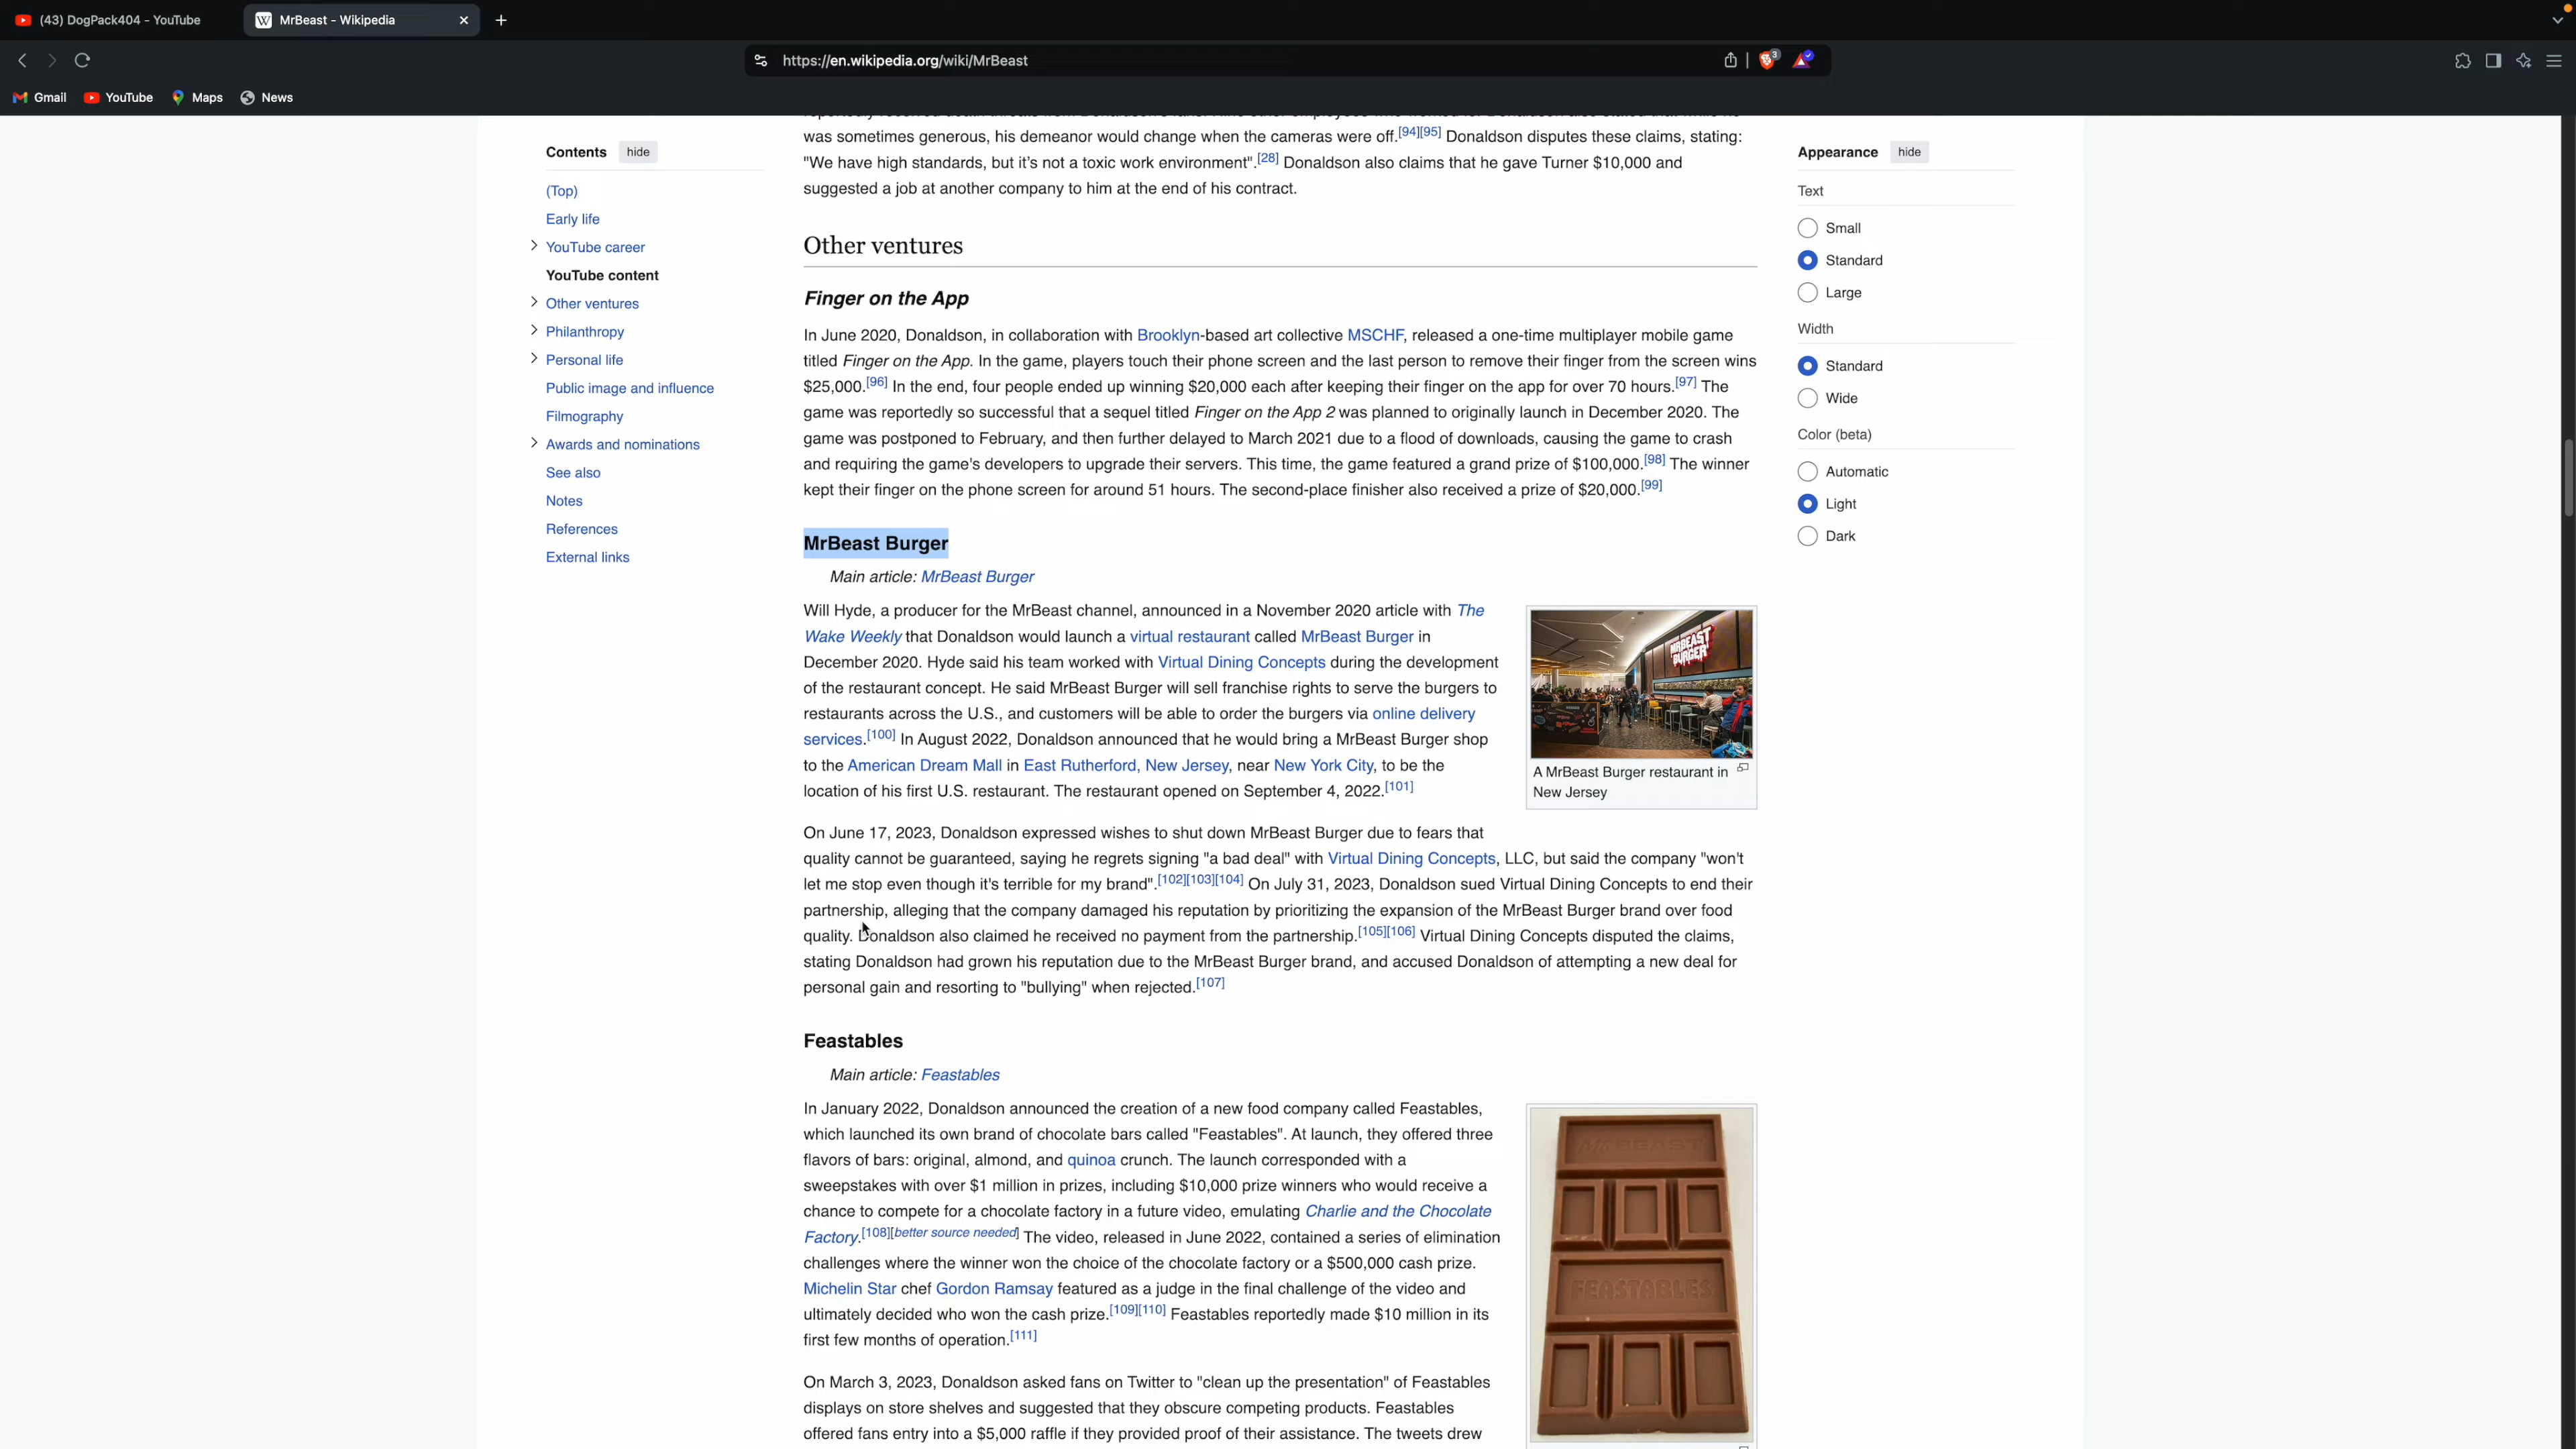 (43) DogPack404 - YouTube
MrBeast - Wikipedia
https://en.wikipedia.org/wiki/MrBeast
3
Gmail
YouTube
Maps
News
Contents
hide
(Top)
Early life
YouTube career
YouTube content
Other ventures
Philanthropy
Personal life
Public image and influence
Filmography
Awards and nominations
See also
Notes
References
External links
was sometimes generous, his demeanor would change when the cameras were off.[94][95] Donaldson disputes these claims, stating:
"We have high standards, but it's not a toxic work environment".[28] Donaldson also claims that he gave Turner $10,000 and
suggested a job at another company to him at the end of his contract.
Other ventures
Finger on the App
In June 2020, Donaldson, in collaboration with Brooklyn-based art collective MSCHF, released a one-time multiplayer mobile game
titled Finger on the App. In the game, players touch their phone screen and the last person to remove their finger from the screen wins
$25,000.[96] In the end, four people ended up winning $20,000 each after keeping their finger on the app for over 70 hours.[97] The
game was reportedly so successful that a sequel titled Finger on the App 2 was planned to originally launch in December 2020. The
game was postponed to February, and then further delayed to March 2021 due to a flood of downloads, causing the game to crash
and requiring the game's developers to upgrade their servers. This time, the game featured a grand prize of $100,000.[98] The winner
kept their finger on the phone screen for around 51 hours. The second-place finisher also received a prize of $20,000.[99]
MrBeast Burger
Main article: MrBeast Burger
Will Hyde, a producer for the MrBeast channel, announced in a November 2020 article with The
Wake Weekly that Donaldson would launch a virtual restaurant called MrBeast Burger in
December 2020. Hyde said his team worked with Virtual Dining Concepts during the development
of the restaurant concept. He said MrBeast Burger will sell franchise rights to serve the burgers to
restaurants across the U.S., and customers will be able to order the burgers via online delivery
services.[100] In August 2022, Donaldson announced that he would bring a MrBeast Burger shop
to the American Dream Mall in East Rutherford, New Jersey, near New York City, to be the
location of his first U.S. restaurant. The restaurant opened on September 4, 2022.[101]
MRBEAST
BURGER
A MrBeast Burger restaurant in
New Jersey
On June 17, 2023, Donaldson expressed wishes to shut down MrBeast Burger due to fears that
quality cannot be guaranteed, saying he regrets signing "a bad deal" with Virtual Dining Concepts, LLC, but said the company "won't
let me stop even though it's terrible for my brand".[102][103][104] On July 31, 2023, Donaldson sued Virtual Dining Concepts to end their
partnership, alleging that the company damaged his reputation by prioritizing the expansion of the MrBeast Burger brand over food
quality. Donaldson also claimed he received no payment from the partnership.[105][106] Virtual Dining Concepts disputed the claims,
stating Donaldson had grown his reputation due to the MrBeast Burger brand, and accused Donaldson of attempting a new deal for
personal gain and resorting to "bullying" when rejected.[107]
Feastables
Main article: Feastables
In January 2022, Donaldson announced the creation of a new food company called Feastables,
which launched its own brand of chocolate bars called "Feastables". At launch, they offered three
flavors of bars: original, almond, and quinoa crunch. The launch corresponded with a
sweepstakes with over $1 million in prizes, including $10,000 prize winners who would receive a
chance to compete for a chocolate factory in a future video, emulating Charlie and the Chocolate
Factory.[108][better source needed] The video, released in June 2022, contained a series of elimination
challenges where the winner won the choice of the chocolate factory or a $500,000 cash prize.
Michelin Star chef Gordon Ramsay featured as a judge in the final challenge of the video and
ultimately decided who won the cash prize.[109][110] Feastables reportedly made $10 million in its
first few months of operation.[111]
MRBEAST
FEASTABLES
On March 3, 2023, Donaldson asked fans on Twitter to "clean up the presentation" of Feastables
displays on store shelves and suggested that they obscure competing products. Feastables
offered fans entry into a $5,000 raffle if they provided proof of their assistance. The tweets drew
Appearance
hide
Text
Small
Standard
Large
Width
Standard
Wide
Color (beta)
Automatic
Light
Dark